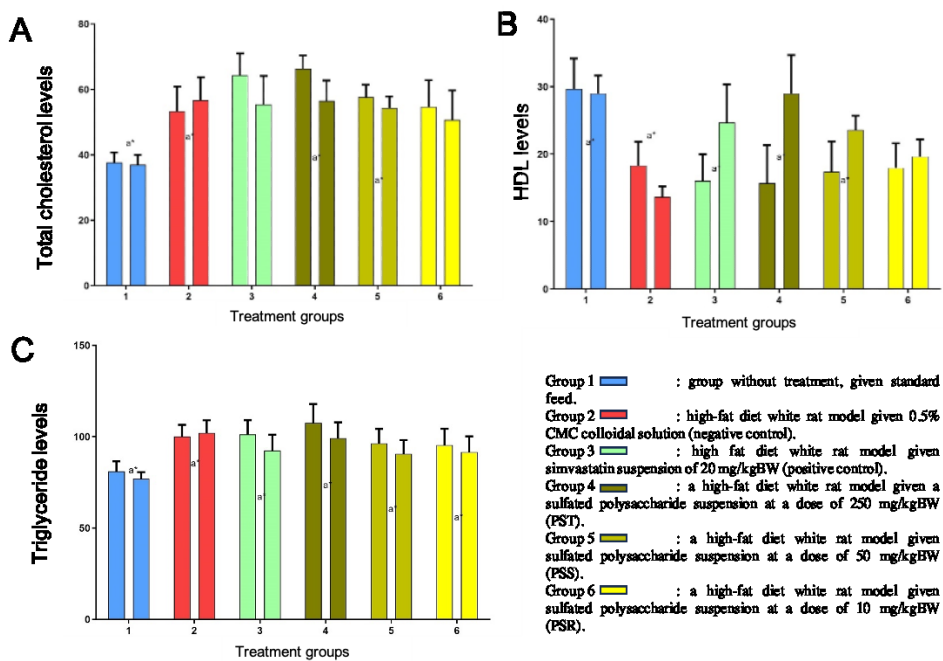 A
Total cholesterol levels
80
60
40
20
0
a*
a*
a*
a*
1 2 3 4 5 6
Treatment groups
B
HDL levels
40
30
20
10
0
a*
a*
a*
a*
a*
1 2 3 4 5 6
Treatment groups
C
Triglyceride levels
150
100
50
0
a*
a*
a*
a*
a*
a*
1 2 3 4 5 6
Treatment groups
Group 1 : group without treatment, given standard
feed.
Group 2 : high-fat diet white rat model given 0.5%
CMC colloidal solution (negative control).
Group 3 : high fat diet white rat model given
simvastatin suspension of 20 mg/kgBW (positive control).
Group 4 : a high-fat diet white rat model given a
sulfated polysaccharide suspension at a dose of 250 mg/kgBW
(PST).
Group 5 : a high-fat diet white rat model given
sulfated polysaccharide suspension at a dose of 50 mg/kgBW
(PSS).
Group 6 : a high-fat diet white rat model given
sulfated polysaccharide suspension at a dose of 10 mg/kgBW
(PSR).